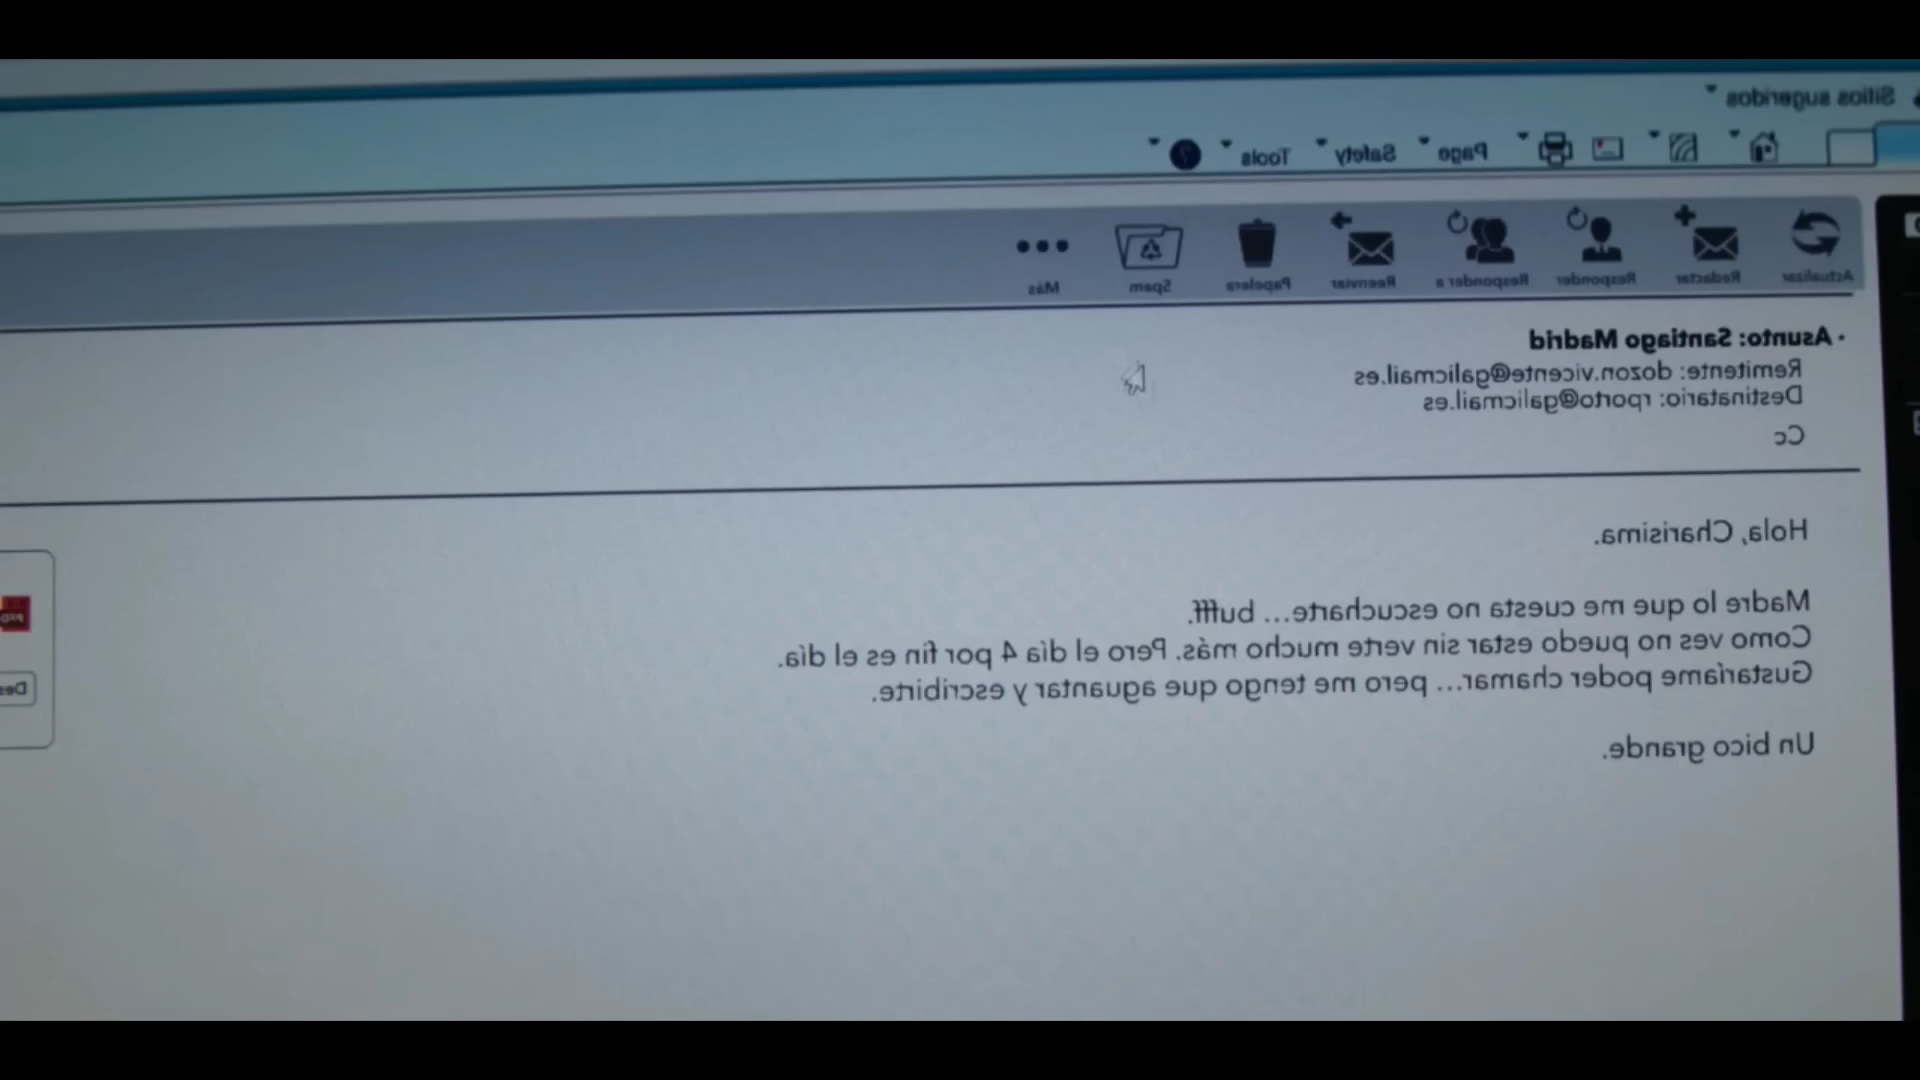 Sitios sugeridos
Page Safety Tools ?
Actualizar Redactar Responder Responder a Reenviar Papelera Spam Más
· Asunto: Santiago Madrid
Remitente: dozon.vicente@galicmail.es
Destinatario: rporto@galicmail.es
Cc
Hola, Charisima.
Madre lo que me cuesta no escucharte... buffff.
Como ves no puedo estar sin verte mucho más. Pero el día 4 por fin es el día.
Gustaríame poder chamar... pero me tengo que aguantar y escribirte.
Un bico grande.
PFD